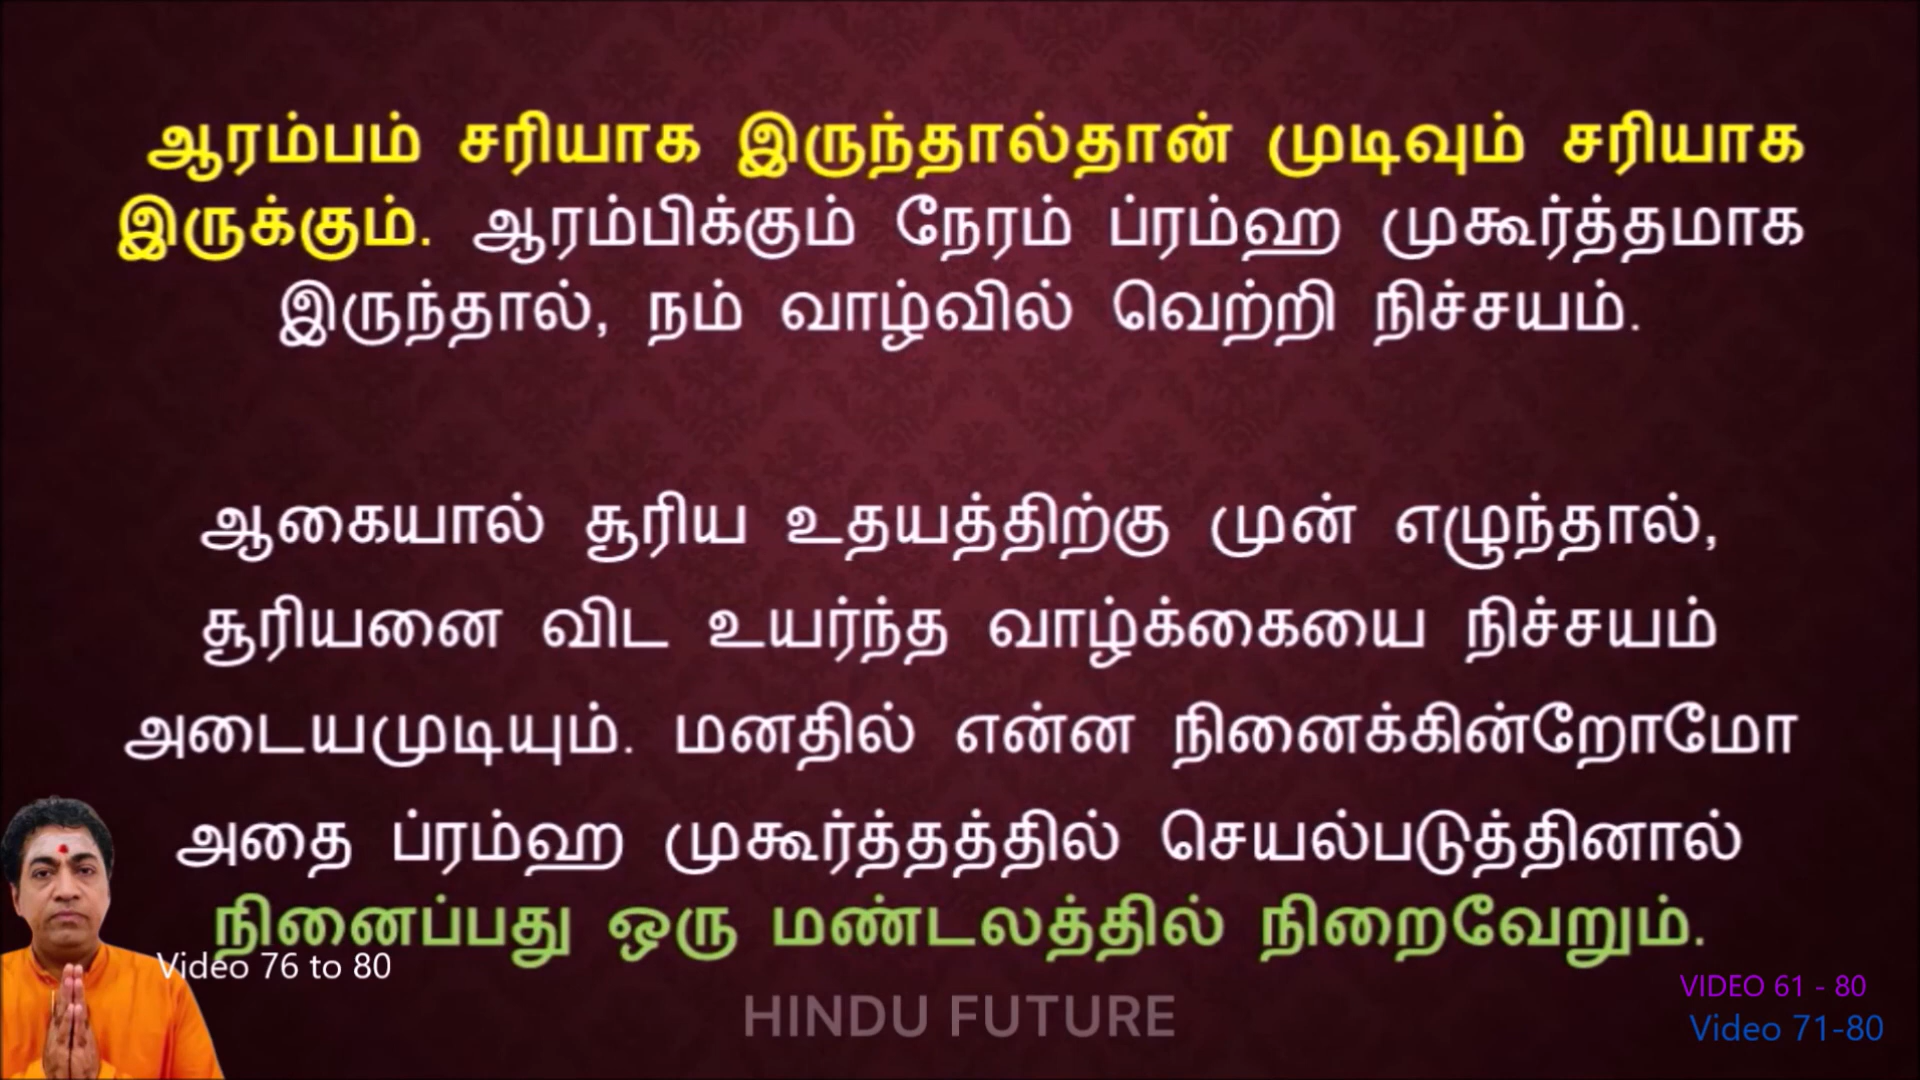 ஆரம்பம் சரியாக இருந்தால்தான் முடிவும் சரியாக
இருக்கும். ஆரம்பிக்கும் நேரம் ப்ரம்ஹ முகூர்த்தமாக
இருந்தால், நம் வாழ்வில் வெற்றி நிச்சயம்.
ஆகையால் சூரிய உதயத்திற்கு முன் எழுந்தால்,
சூரியனை விட உயர்ந்த வாழ்க்கையை நிச்சயம்
அடையமுடியும். மனதில் என்ன நினைக்கின்றோமோ
அதை ப்ரம்ஹ முகூர்த்தத்தில் செயல்படுத்தினால்
நினைப்பது ஒரு மண்டலத்தில் நிறைவேறும்.
Video 76 to 80
VIDEO 61 - 80
HINDU FUTURE
Video 71-80